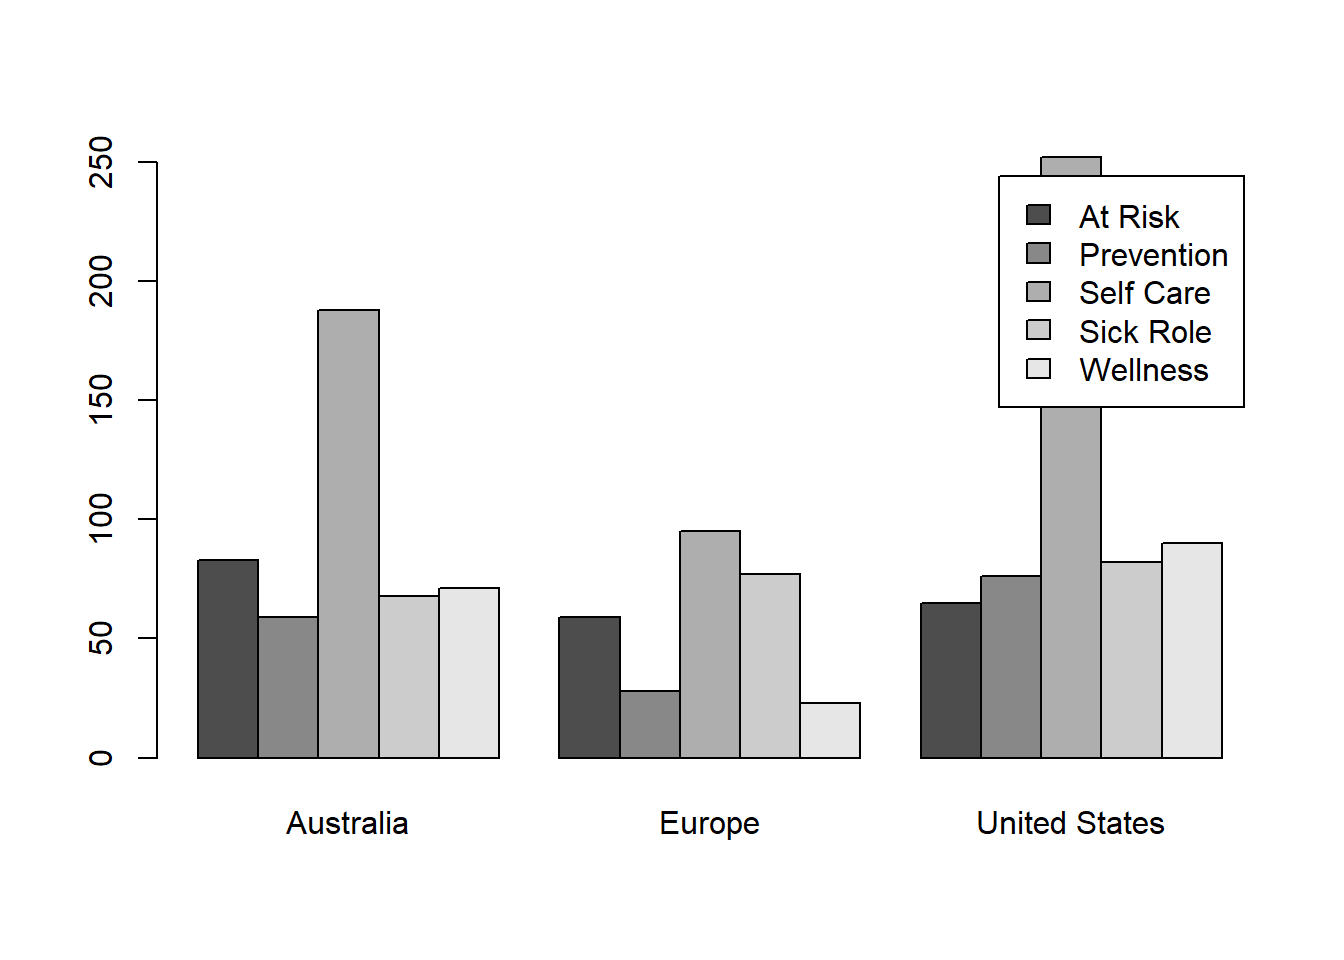 250
200
150
100
50
0
At Risk
Prevention
Self Care
Sick Role
Wellness
Australia
Europe
United States